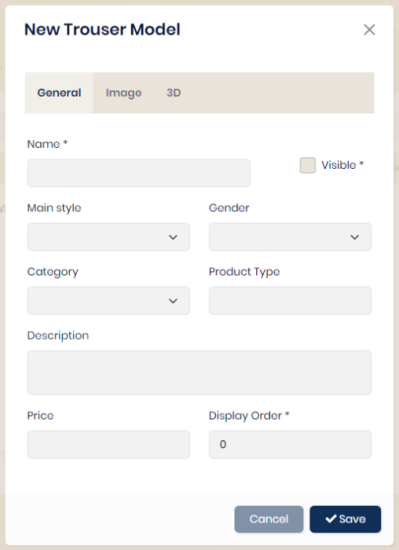 New Trouser Model
General Image 3D
Name *
Visible *
Main style Gender
Category Product Type
Description
Price Display Order *
0
Cancel Save